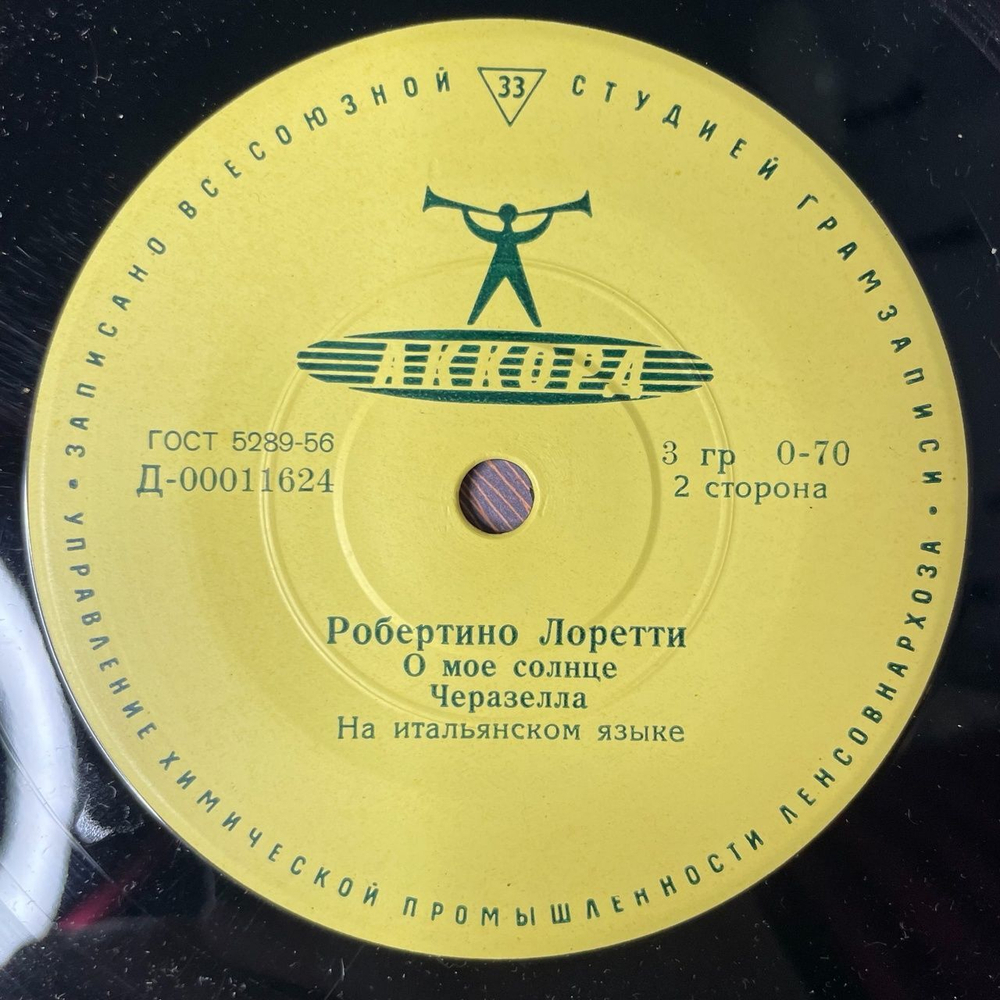 ЗАПИСАНО ВСЕСОЮЗНОЙ 33 СТУДИЕЙ ГРАМЗАПИСИ
АККОРД
ГОСТ 5289-56
Д-00011624
3 гр 0-70
2 сторона
Робертино Лоретти
О мое солнце
Черазелла
На итальянском языке
• УПРАВЛЕНИЕ ХИМИЧЕСКОЙ ПРОМЫШЛЕННОСТИ ЛЕНСОВНАРХОЗА •